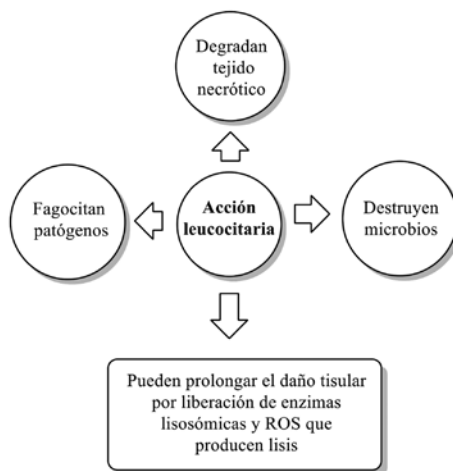 Degradan
tejido
necrótico
Fagocitan
patógenos
Acción
leucocitaria
Destruyen
microbios
Pueden prolongar el daño tisular
por liberación de enzimas
lisosómicas y ROS que
producen lisis